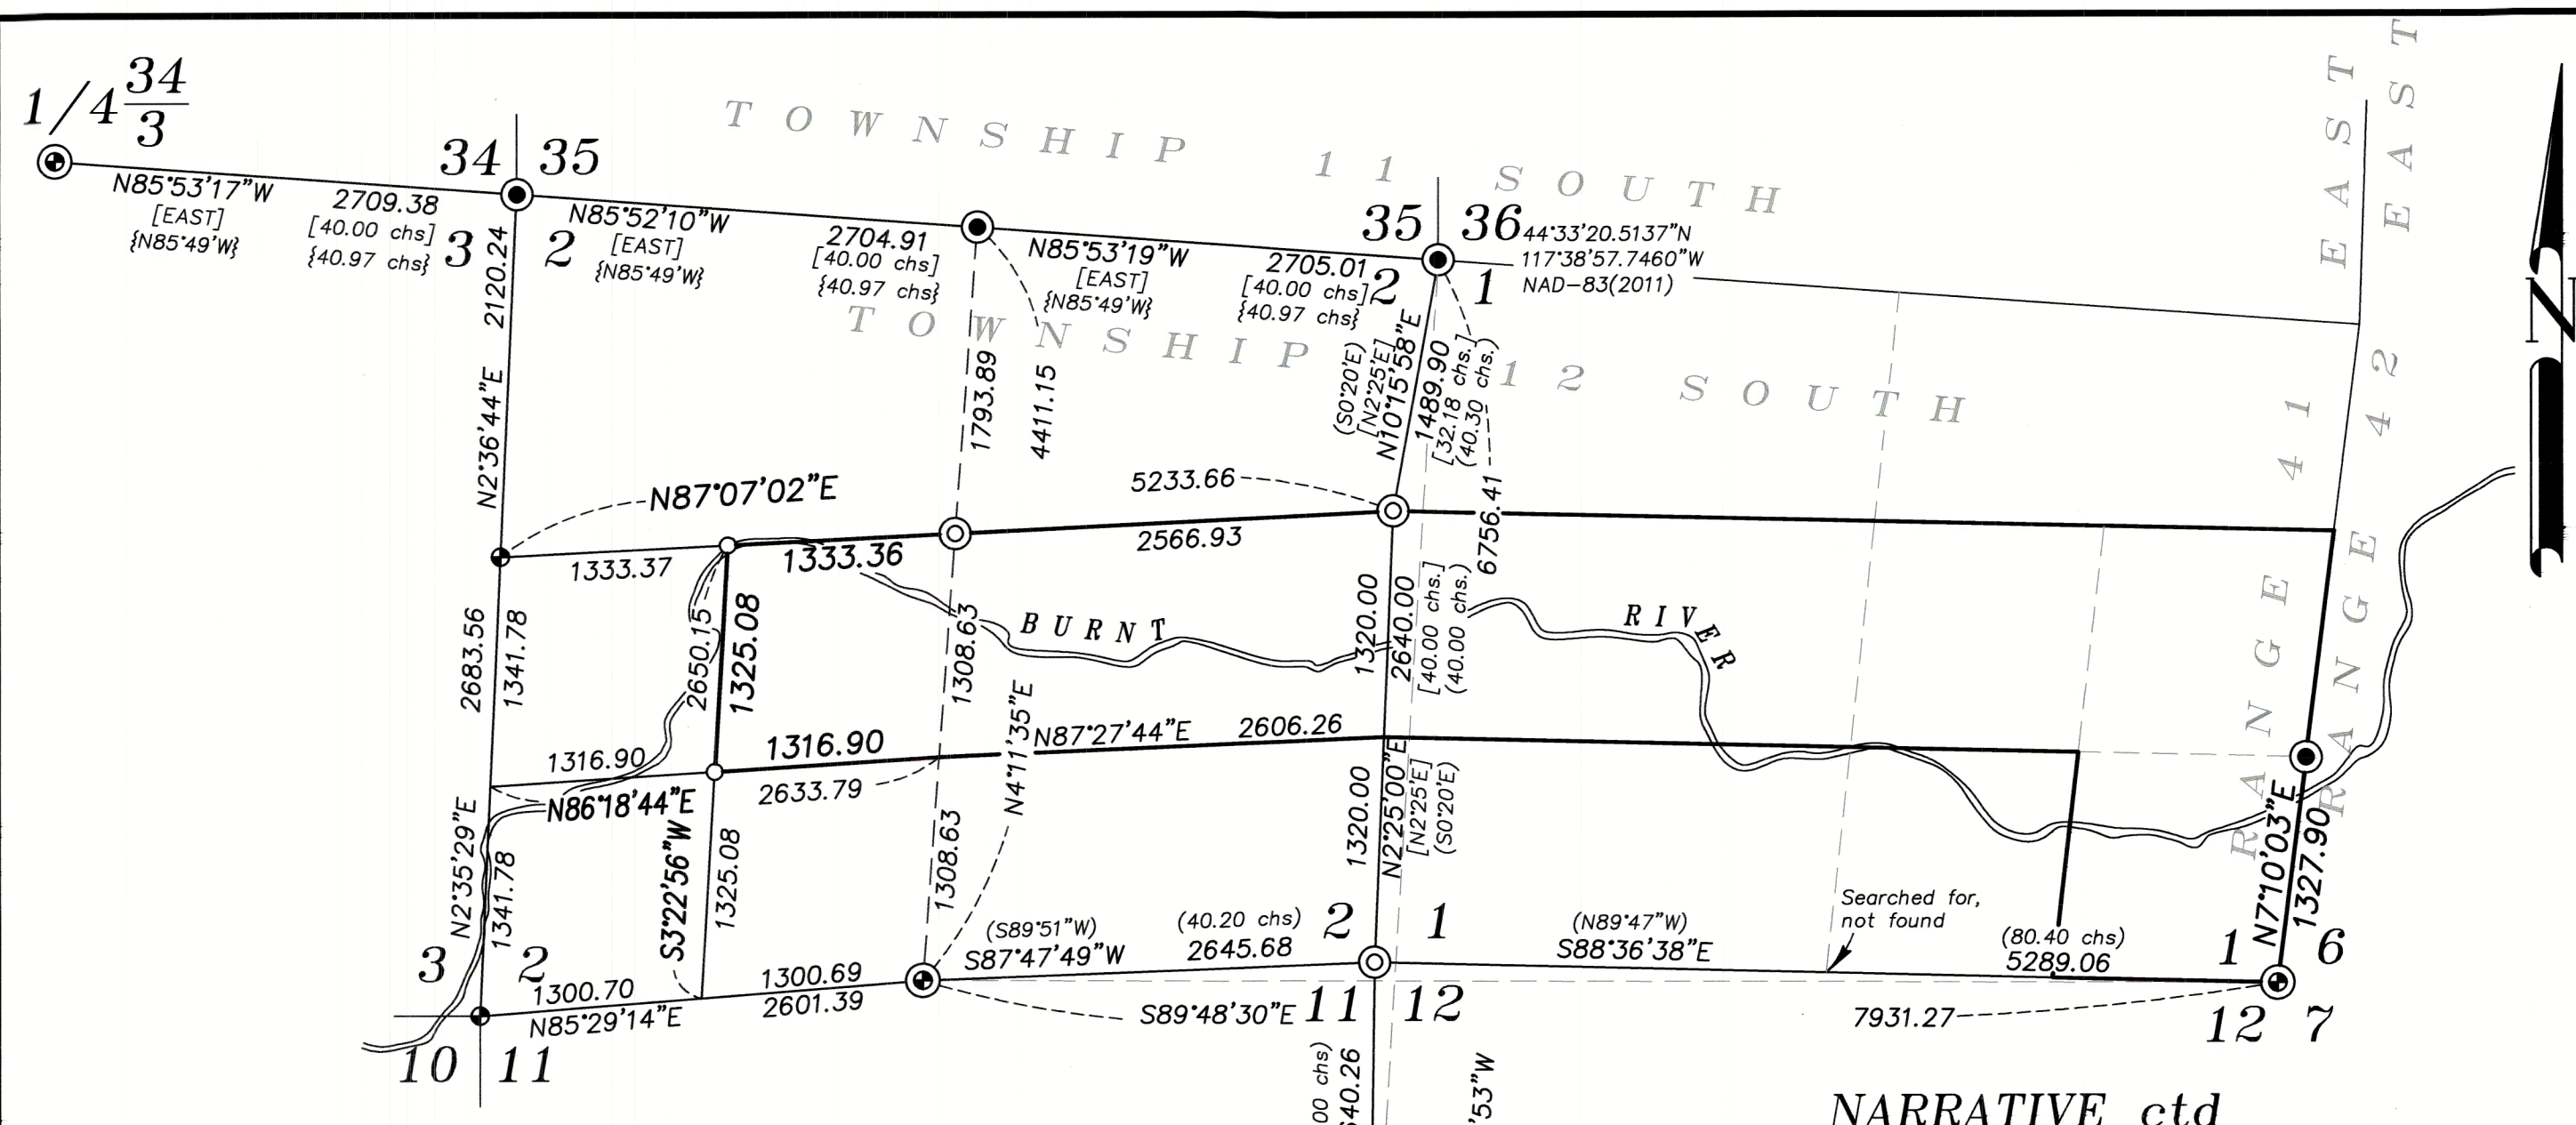 1/4 34
3
34 35
TOWNSHIP 11 SOUTH
EAST
EAST
N85°53'17"W
[EAST]
{N85°49'W}
2709.38
[40.00 chs]
{40.97 chs}
3 2
N85°52'10"W
[EAST]
{N85°49'W}
2704.91
[40.00 chs]
{40.97 chs}
N85°53'19"W
[EAST]
{N85°49'W}
2705.01
[40.00 chs]
{40.97 chs}
35 36
2 1
44°33'20.5137"N
117°38'57.7460"W
NAD-83(2011)
N
TOWNSHIP 12 SOUTH
RANGE 41
RANGE 42
2120.24
N2°36'44"E
1793.89
4411.15
(S0°20'E)
[N2°25'E]
N10°15'58"E
1489.90
[32.18 chs.]
(40.30 chs.)
6756.41
N87°07'02"E
5233.66
1333.37
1333.36
2566.93
2683.56
1341.78
2650.15
1325.08
1308.63
BURNT RIVER
1320.00
2640.00
[40.00 chs.]
(40.00 chs.)
1316.90
1316.90
N87°27'44"E
2606.26
N86°18'44"E
2633.79
N4°11'35"E
N2°35'29"E
1341.78
S3°22'56"W
1325.08
1308.63
1320.00
N2°25'00"E
[N2°25'E]
(S0°20'E)
N7°10'03"E
1327.90
Searched for,
not found
3 2
1300.70
N85°29'14"E
1300.69
2601.39
(S89°51"W)
S87°47'49"W
(40.20 chs)
2645.68
2 1
(N89°47"W)
S88°36'38"E
(80.40 chs)
5289.06
1 6
10 11
S89°48'30"E
11 12
7931.27
12 7
00 chs)
640.26
'53"W
NARRATIVE ctd